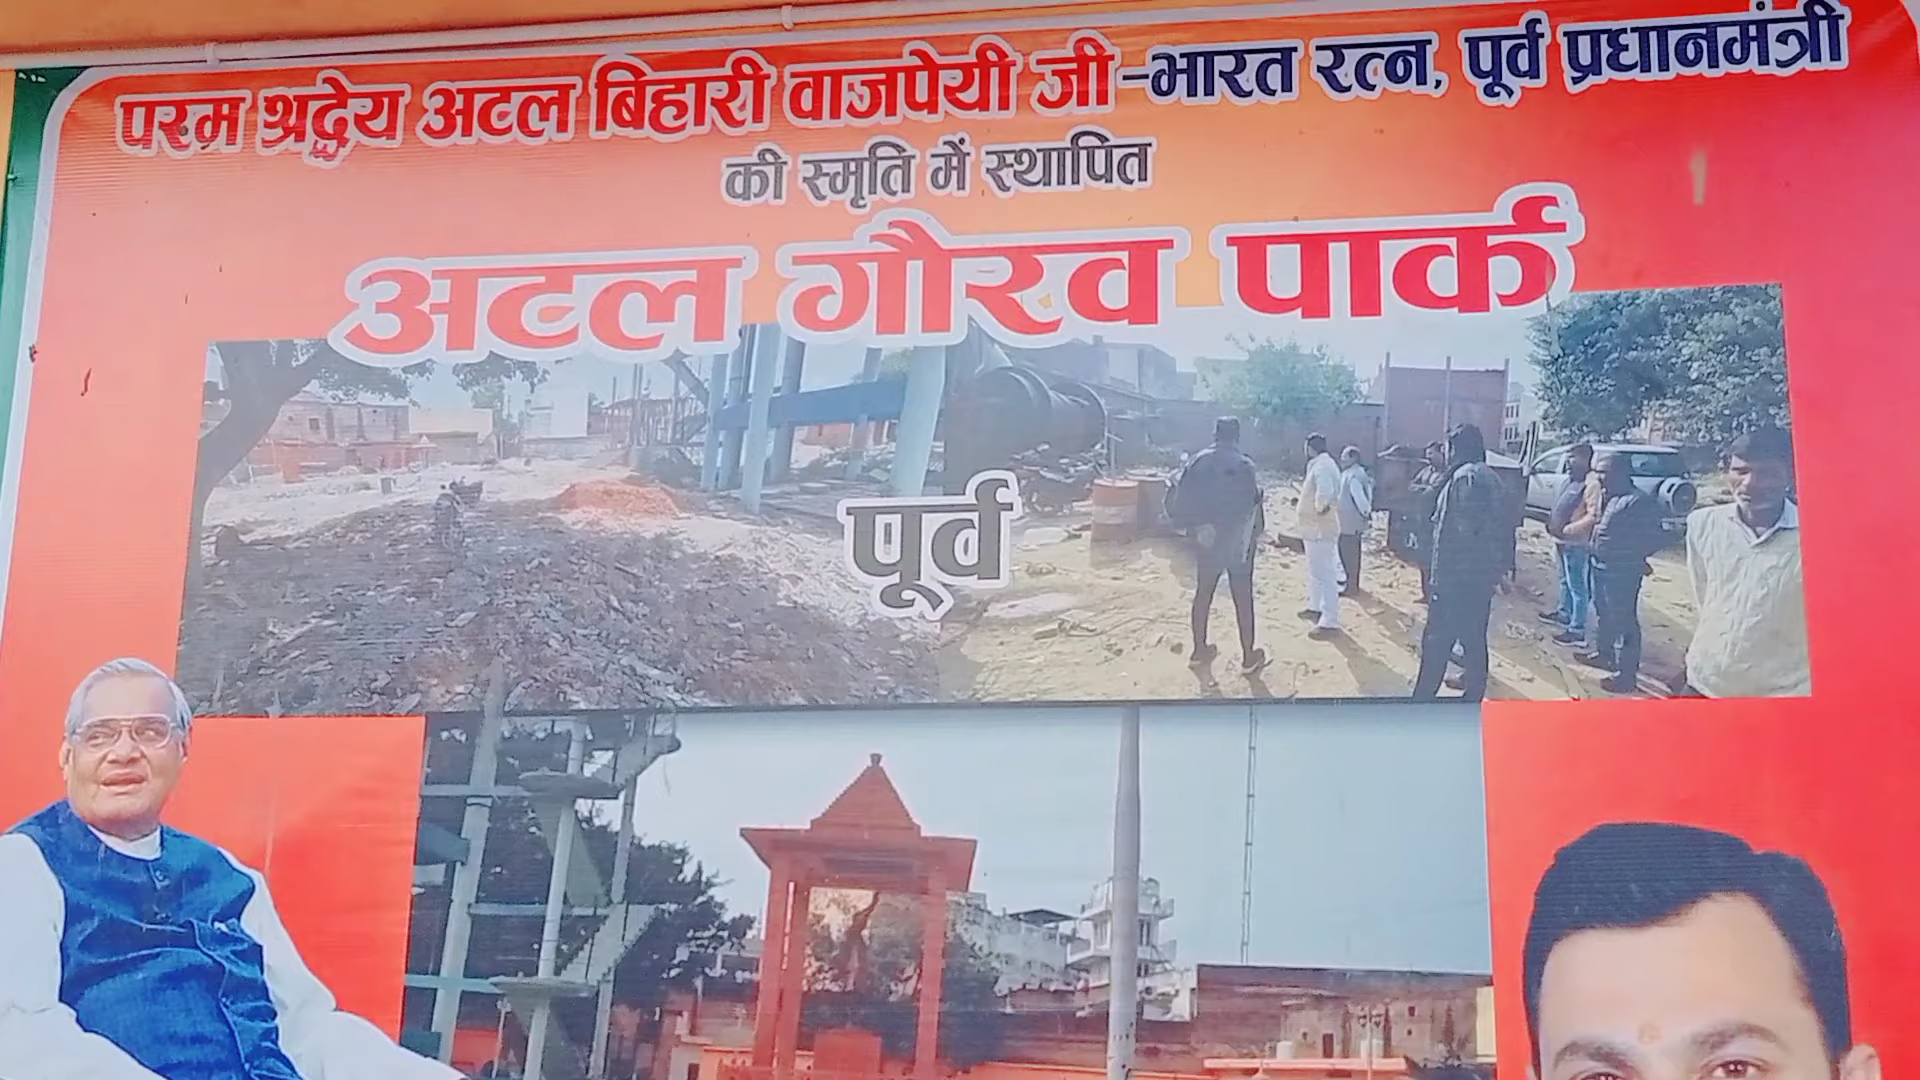 परम श्रद्धेय अटल बिहारी वाजपेयी जी-भारत रत्न, पूर्व प्रधानमंत्री
की स्मृति में स्थापित
अटल गौरव पार्क
पूर्व